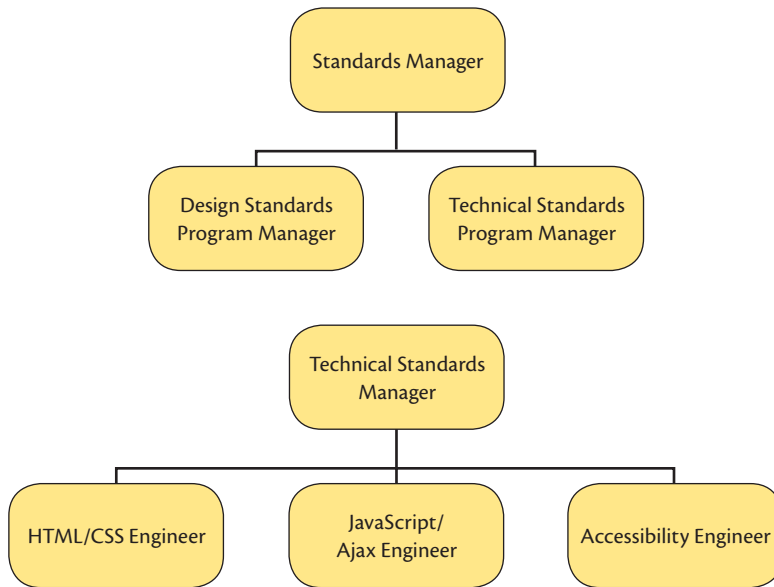 Standards Manager
Design Standards
Program Manager
Technical Standards
Program Manager
Technical Standards
Manager
HTML/CSS Engineer
JavaScript/
Ajax Engineer
Accessibility Engineer